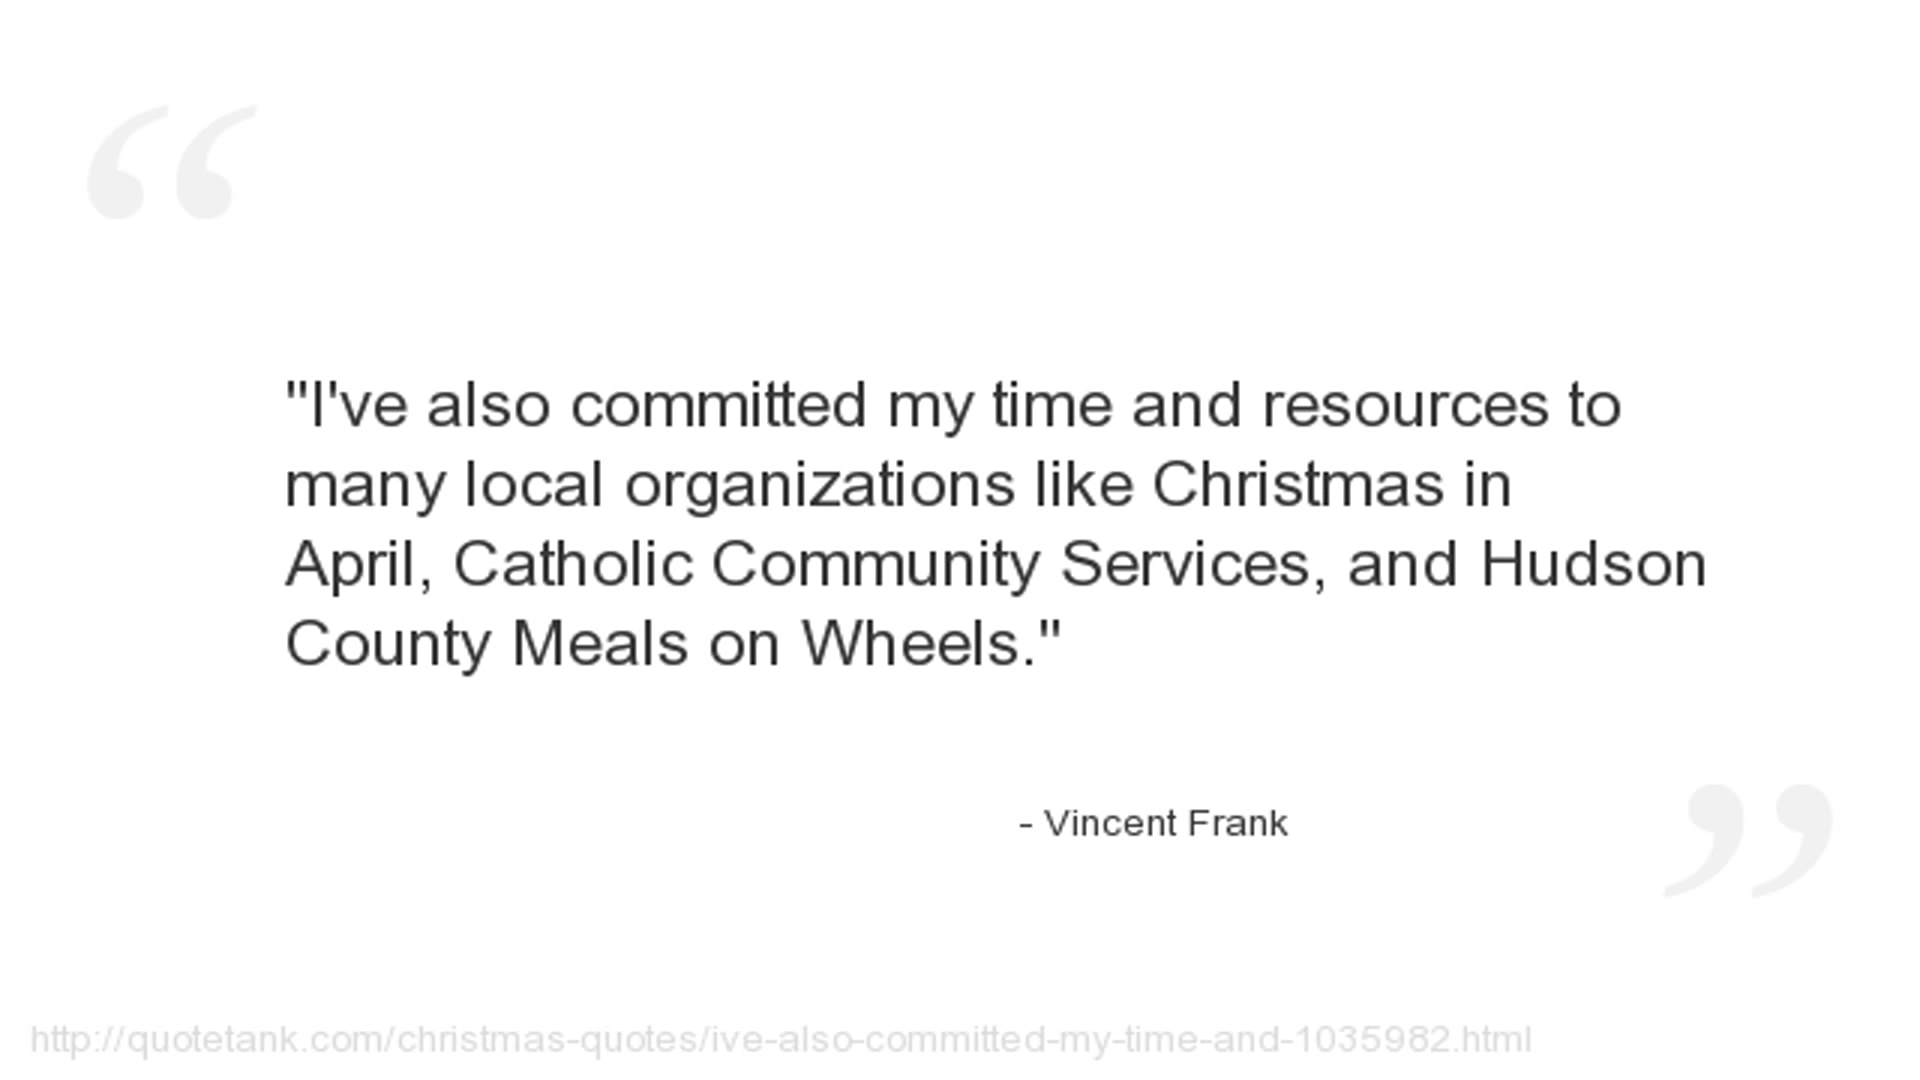 "I've also committed my time and resources to
many local organizations like Christmas in
April, Catholic Community Services, and Hudson
County Meals on Wheels."
- Vincent Frank
http://quotetank.com/christmas-quotes/ive-also-committed-my-time-and-1035982.html